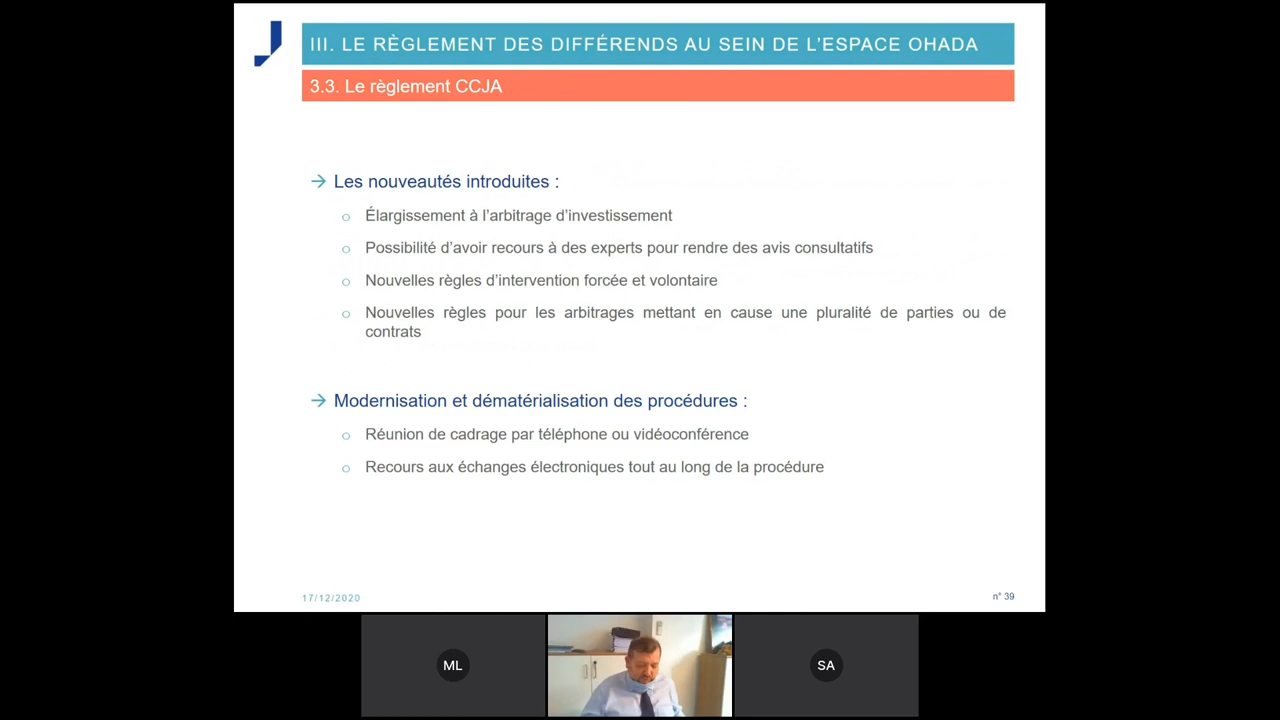 III. LE RÈGLEMENT DES DIFFÉRENDS AU SEIN DE L'ESPACE OHADA
3.3. Le règlement CCJA
→ Les nouveautés introduites :
o Élargissement à l'arbitrage d'investissement
o Possibilité d'avoir recours à des experts pour rendre des avis consultatifs
o Nouvelles règles d'intervention forcée et volontaire
o Nouvelles règles pour les arbitrages mettant en cause une pluralité de parties ou de
contrats
→ Modernisation et dématérialisation des procédures :
o Réunion de cadrage par téléphone ou vidéoconférence
o Recours aux échanges électroniques tout au long de la procédure
17/12/2020
n° 39
ML
SA